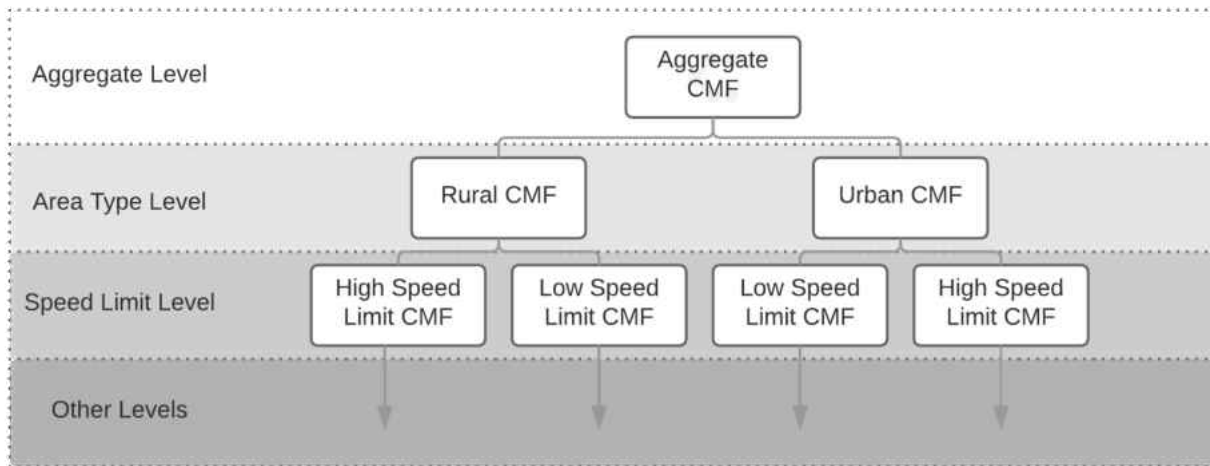 Aggregate Level
Aggregate
CMF
Area Type Level
Rural CMF
Urban CMF
Speed Limit Level
High Speed
Limit CMF
Low Speed
Limit CMF
Low Speed
Limit CMF
High Speed
Limit CMF
Other Levels